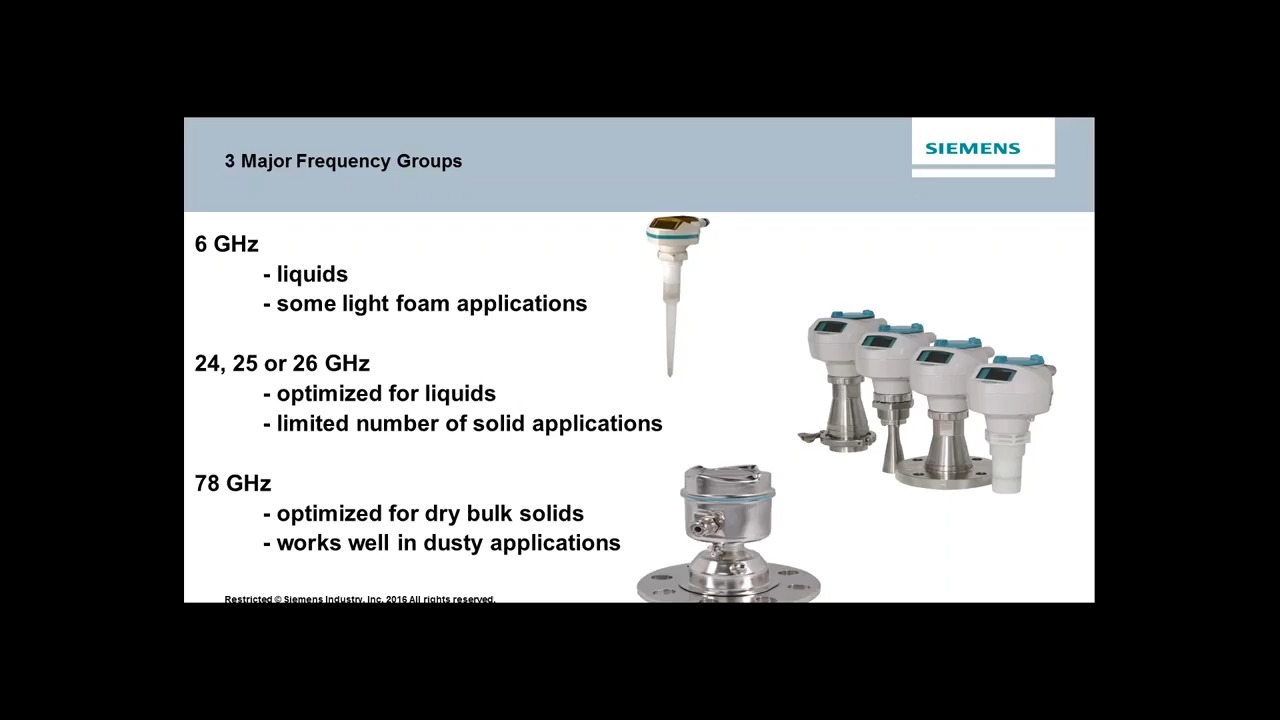 3 Major Frequency Groups
SIEMENS
6 GHz
- liquids
- some light foam applications
24, 25 or 26 GHz
- optimized for liquids
- limited number of solid applications
78 GHz
- optimized for dry bulk solids
- works well in dusty applications
Restricted © Siemens Industry, Inc. 2016 All rights reserved.